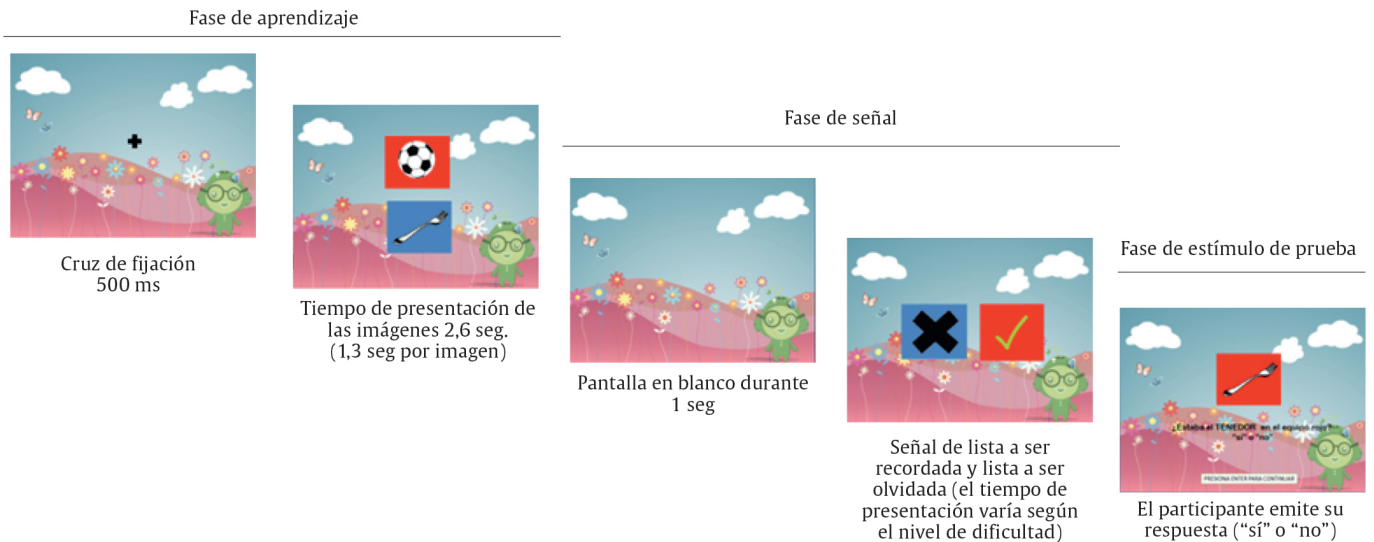 Fase de aprendizaje
Cruz de fijación
500 ms
Tiempo de presentación de
las imágenes 2,6 seg.
(1,3 seg por imagen)
Fase de señal
Pantalla en blanco durante
1 seg
Señal de lista a ser
recordada y lista a ser
olvidada (el tiempo de
presentación varía según
el nivel de dificultad)
Fase de estímulo de prueba
¿Estaba el TENEDOR en el equipo rojo?
"sí" o "no"
PRESIONA ENTER PARA CONTINUAR
El participante emite su
respuesta (“sí” o “no”)